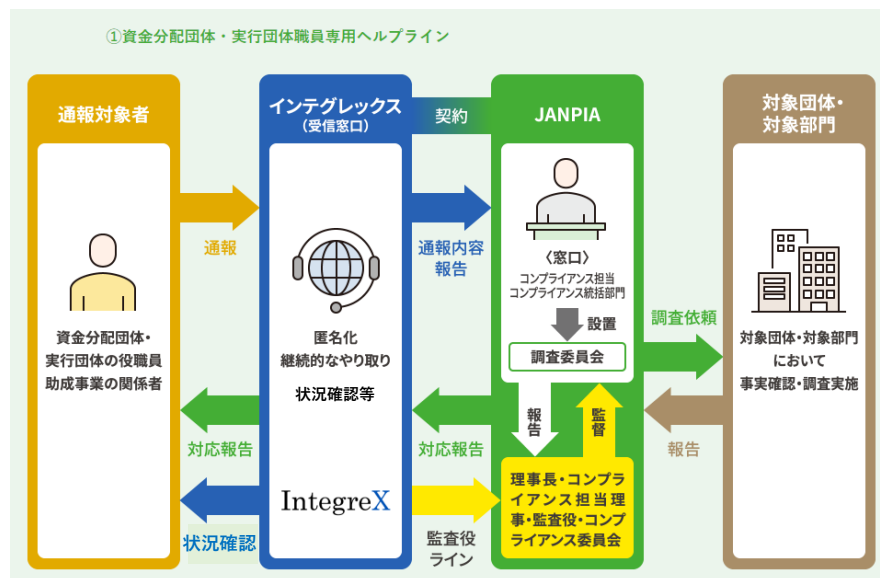 ①資金分配団体・実行団体職員専用ヘルプライン
通報対象者
資金分配団体・
実行団体の役職員
助成事業の関係者
通報
対応報告
状況確認
インテグレックス
（受信窓口）
匿名化
継続的なやり取り
状況確認等
IntegreX
契約
通報内容
報告
対応報告
監査役
ライン
JANPIA
〈窓口〉
コンプライアンス担当
コンプライアンス統括部門
設置
調査委員会
報告
監督
理事長・コンプラ
イアンス担当理
事・監査役・コンプ
ライアンス委員会
調査依頼
報告
対象団体・
対象部門
対象団体・対象部門
において
事実確認・調査実施